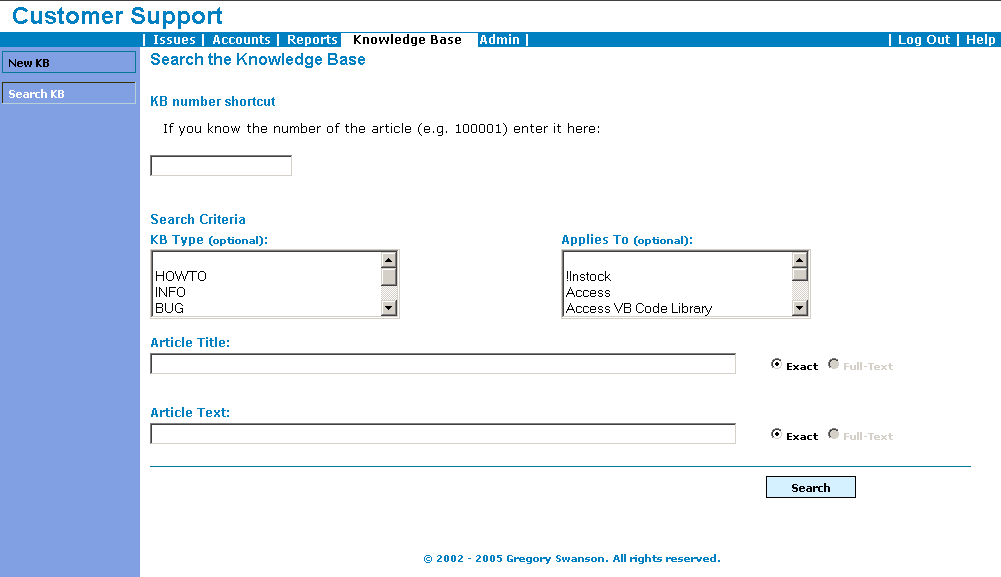 Customer Support
| Issues | Accounts | Reports Knowledge Base Admin | | Log Out | Help
New KB
Search KB
Search the Knowledge Base
KB number shortcut
If you know the number of the article (e.g. 100001) enter it here:
Search Criteria
KB Type (optional): Applies To (optional):
HOWTO !Instock
INFO Access
BUG Access VB Code Library
Article Title:
Exact Full-Text
Article Text:
Exact Full-Text
Search
© 2002 - 2005 Gregory Swanson. All rights reserved.